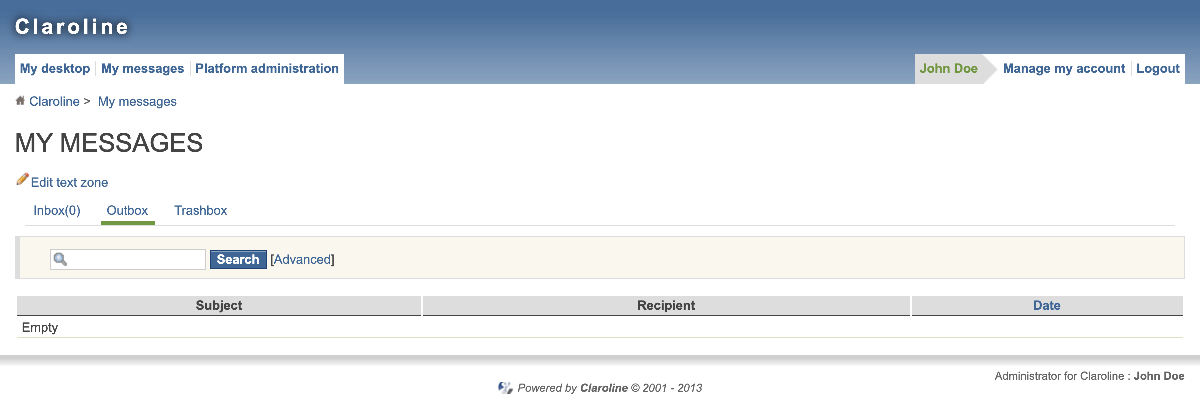 Claroline
My desktop My messages Platform administration John Doe Manage my account Logout
Claroline > My messages
MY MESSAGES
Edit text zone
Inbox(0) Outbox Trashbox
Search [Advanced]
Subject Recipient Date
Empty
Administrator for Claroline : John Doe
Powered by Claroline © 2001 - 2013